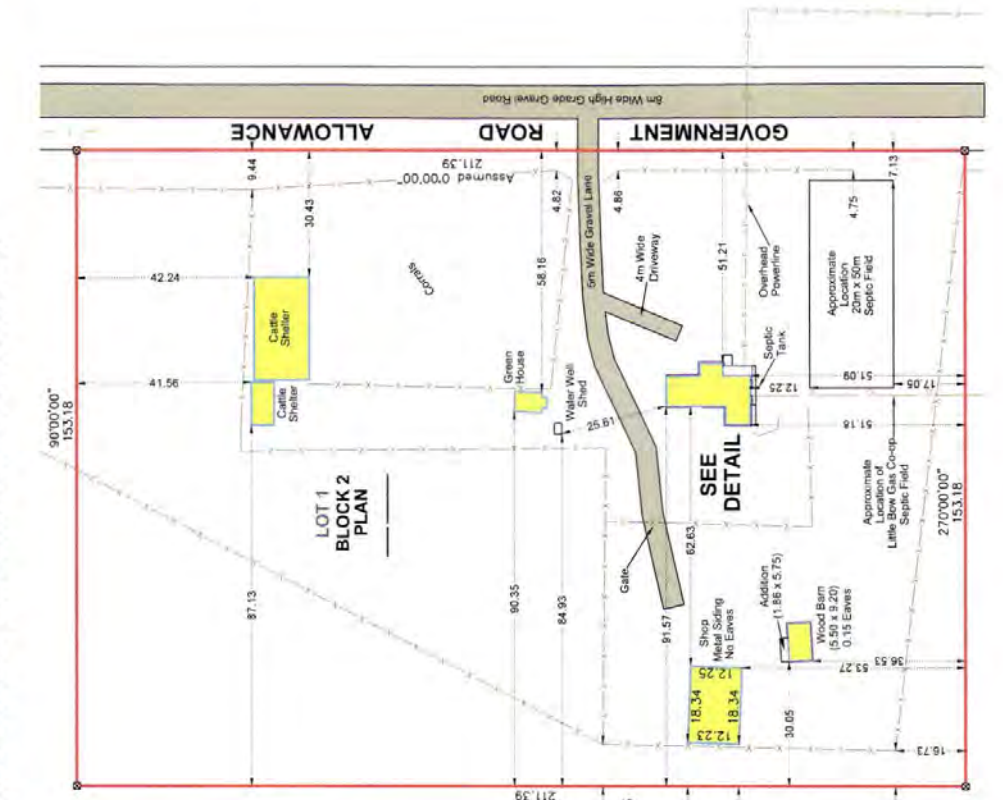 8m Wide High Grade Gravel Road
GOVERNMENT ROAD ALLOWANCE
211.39
Assumed 0°00'00"
9.44
30.43
4.82
4.86
58.16
51.21
4.75
7.13
42.24
41.56
Corrals
5m Wide Gravel Lane
4m Wide
Driveway
Overhead
Powerline
Approximate
Location
20m x 50m
Septic Field
Cattle
Shelter
Cattle
Shelter
Green
House
Water Well
Shed
25.61
Septic
Tank
12.25
51.09
17.05
51.18
90°00'00"
153.18
LOT 1
BLOCK 2
PLAN
SEE
DETAIL
Approximate
Location of
Little Bow Gas Co-op
Septic Field
270°00'00"
153.18
Gate
62.63
87.13
90.35
84.93
91.57
Shop
Metal Siding
No Eaves
12.25
18.34
18.34
12.23
Addition
(1.86 x 5.75)
Wood Barn
(5.50 x 9.20)
0.15 Eaves
36.53
53.27
30.05
16.73
211.39